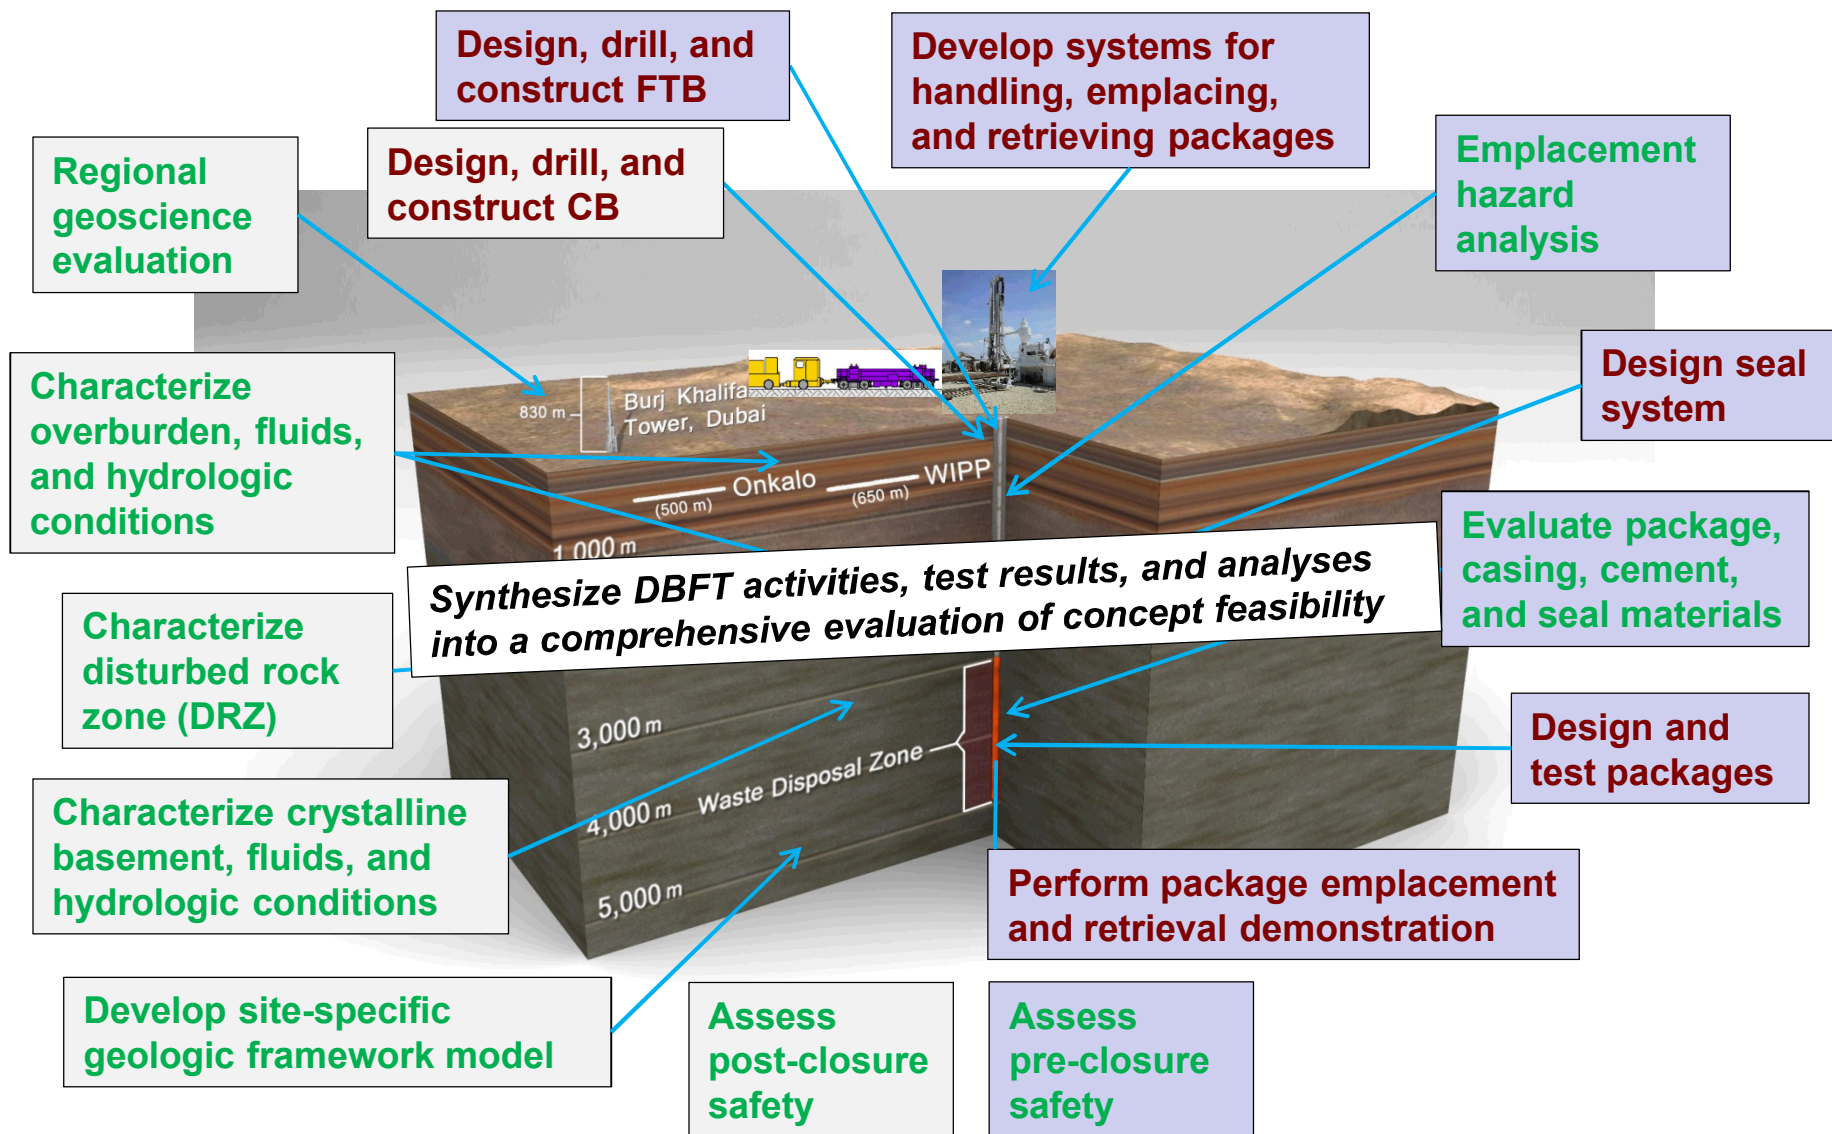 Design, drill, and
construct FTB
Develop systems for
handling, emplacing,
and retrieving packages
Design, drill, and
construct CB
Regional
geoscience
evaluation
Emplacement
hazard
analysis
Characterize
overburden, fluids,
and hydrologic
conditions
830 m
Burj Khalifa
Tower, Dubai
Design seal
system
Onkalo
(500 m)
WIPP
(650 m)
1,000 m
Synthesize DBFT activities, test results, and analyses
into a comprehensive evaluation of concept feasibility
Evaluate package,
casing, cement,
and seal materials
Characterize
disturbed rock
zone (DRZ)
3,000 m
Waste Disposal Zone
4,000 m
5,000 m
Design and
test packages
Characterize crystalline
basement, fluids, and
hydrologic conditions
Perform package emplacement
and retrieval demonstration
Develop site-specific
geologic framework model
Assess
post-closure
safety
Assess
pre-closure
safety